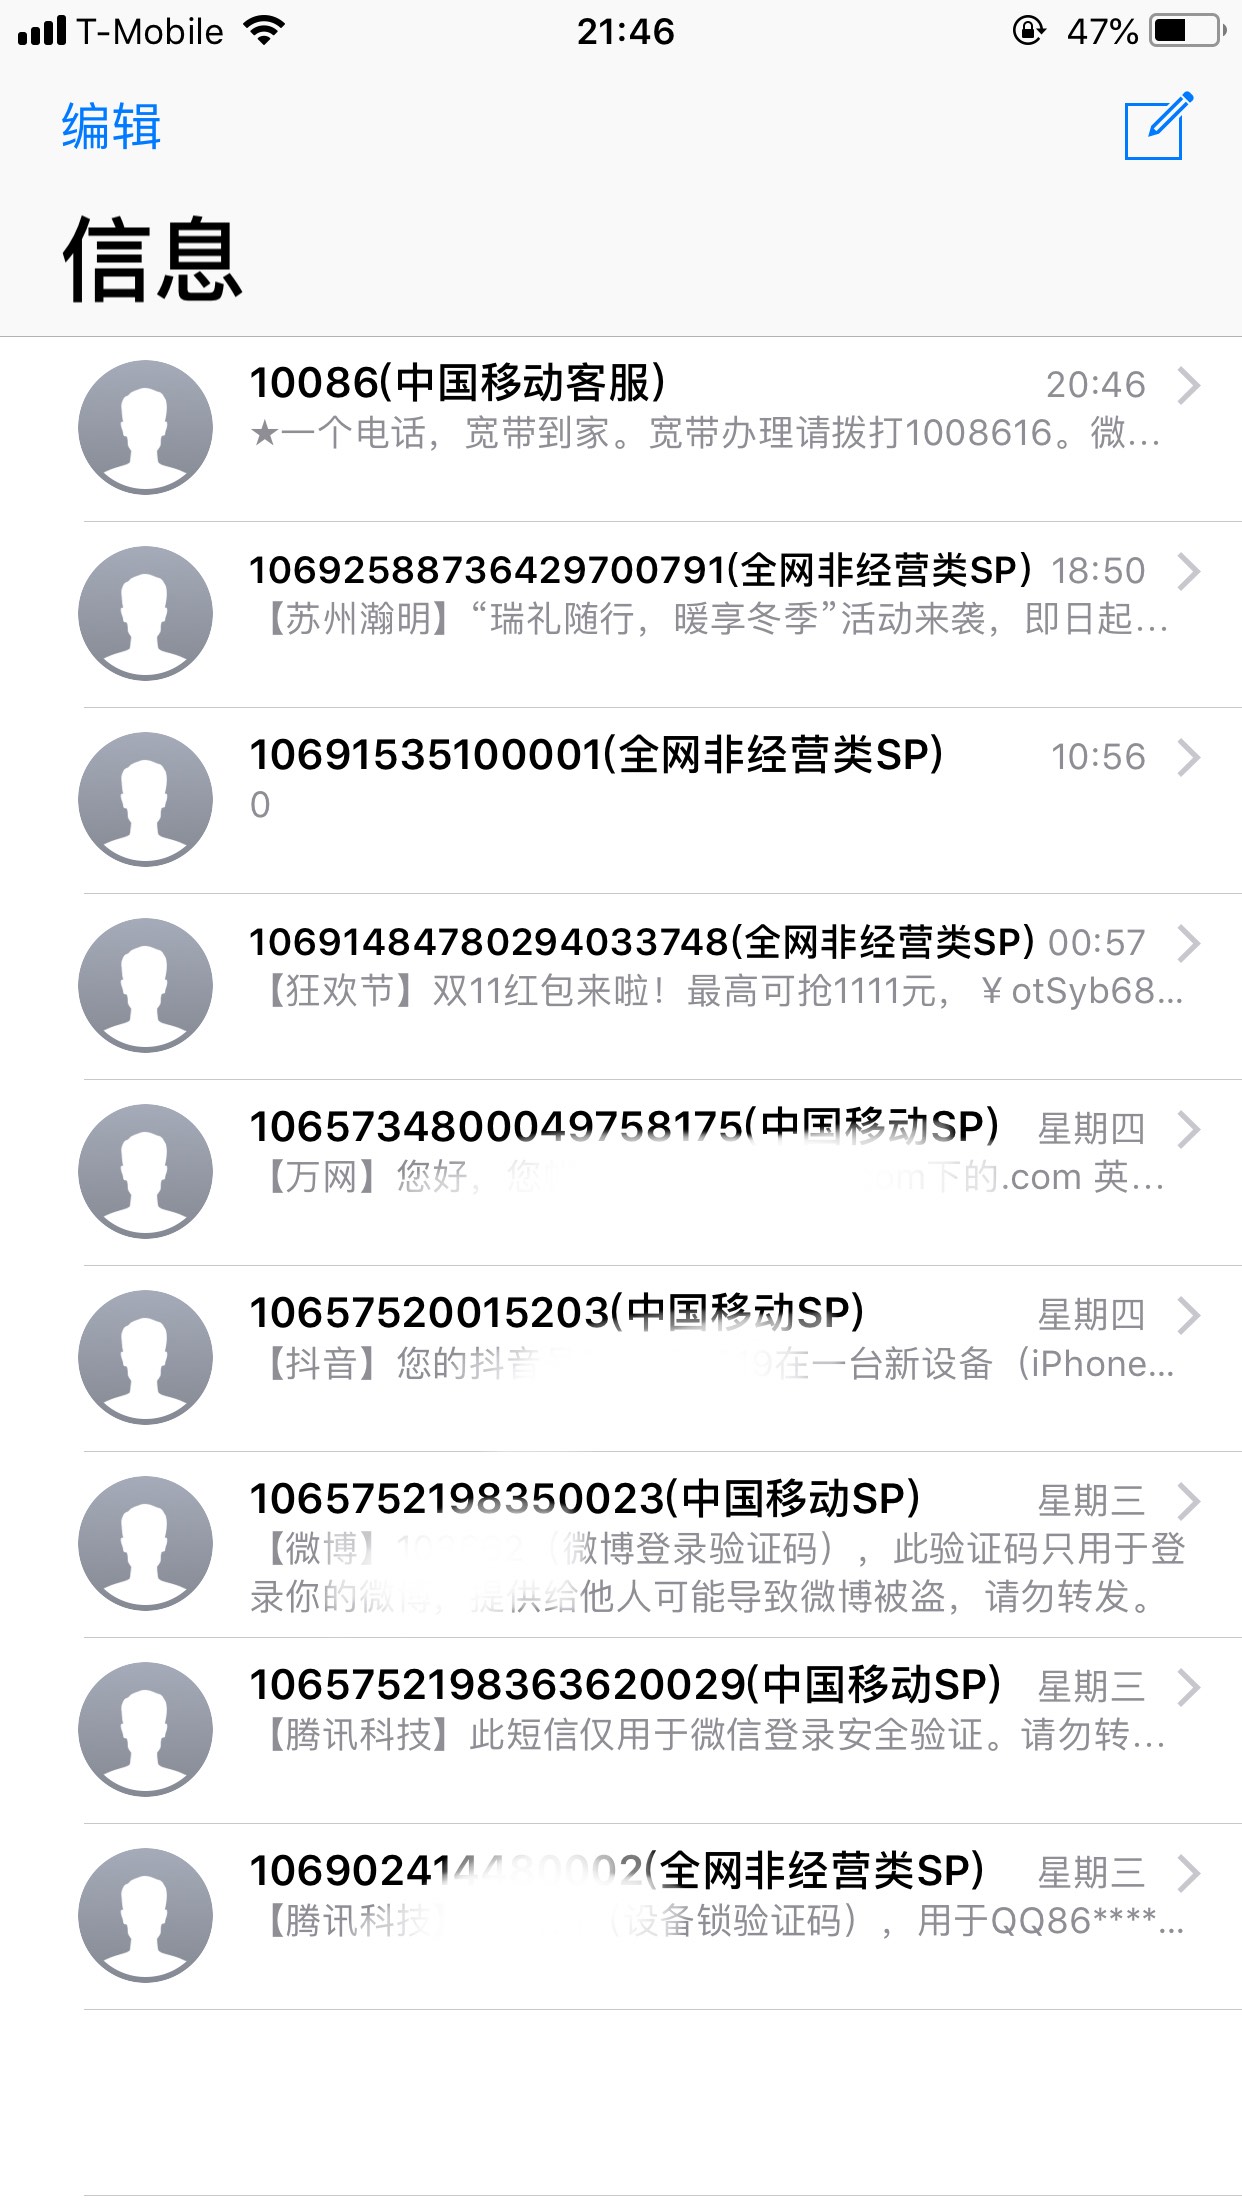 T-Mobile 21:46 47%
编辑
信息
10086(中国移动客服) 20:46
★一个电话，宽带到家。宽带办理请拨打1008616。微...
10692588736429700791(全网非经营类SP) 18:50
【苏州瀚明】“瑞礼随行，暖享冬季”活动来袭，即日起...
10691535100001(全网非经营类SP) 10:56
0
106914847802940337​48(全网非经营类SP) 00:57
【狂欢节】双11红包来啦！最高可抢1111元，￥otSyb68...
1065734800049758175(中国移动SP) 星期四
【万网】您好，您 om下的.com 英...
10657520015203(中国移动SP) 星期四
【抖音】您的抖音 9在一台新设备（iPhone...
1065752198350023(中国移动SP) 星期三
【微博】 （微博登录验证码），此验证码只用于登
录你的微博，提供给他人可能导致微博被盗，请勿转发。
1065752198363620029(中国移动SP) 星期三
【腾讯科技】此短信仅用于微信登录安全验证。请勿转...
106902414480002(全网非经营类SP) 星期三
【腾讯科技】 （设备锁验证码），用于QQ86****...